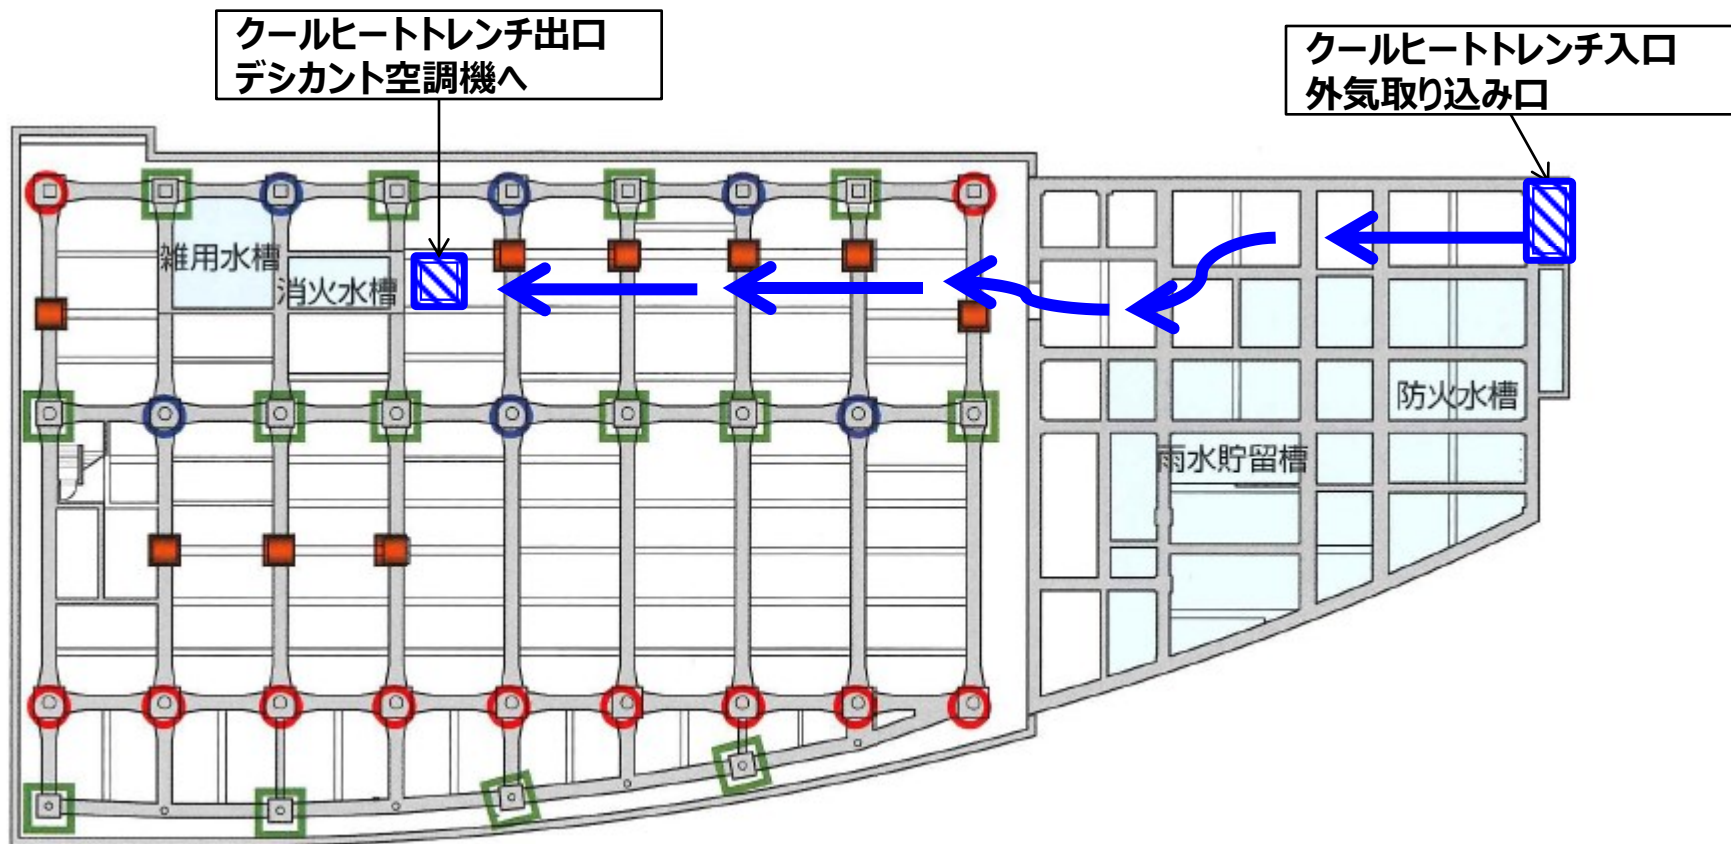 クールヒートトレンチ出口
デシカント空調機へ
クールヒートトレンチ入口
外気取り込み口
雑用水槽
消火水槽
防火水槽
雨水貯留槽